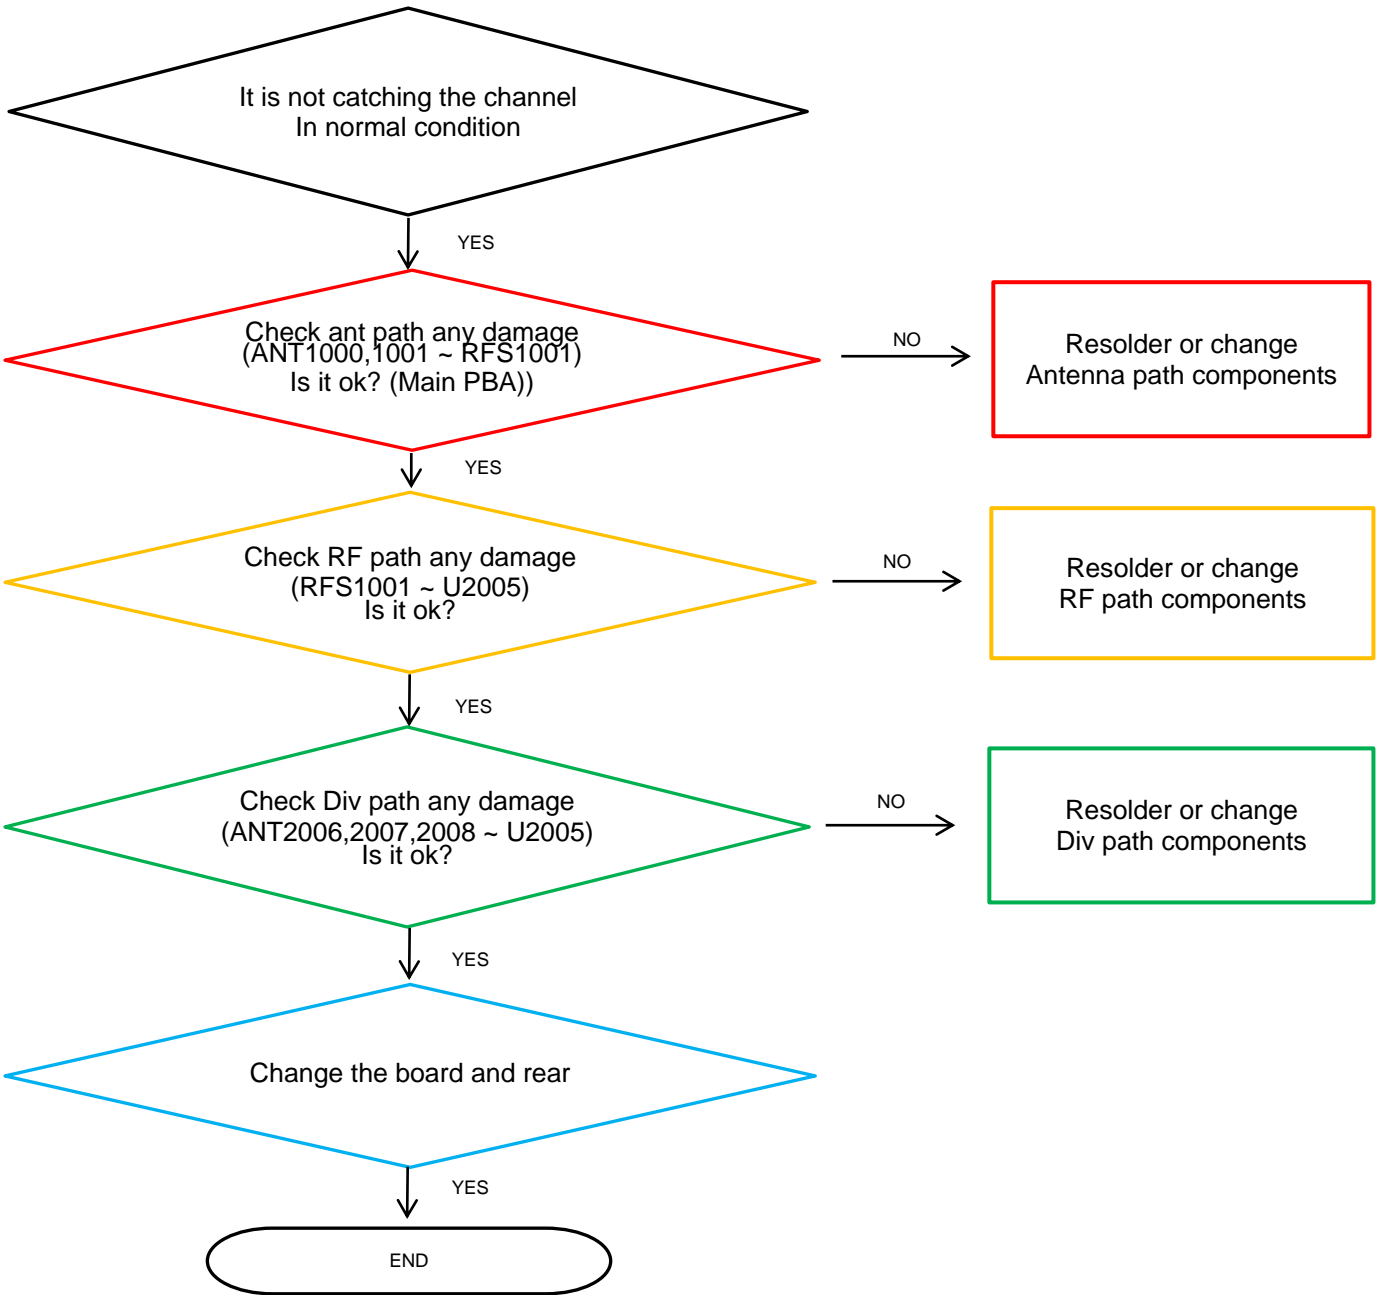 It is not catching the channel
In normal condition
YES
Check ant path any damage
(ANT1000,1001 ~ RFS1001)
Is it ok? (Main PBA))
NO
Resolder or change
Antenna path components
YES
Check RF path any damage
(RFS1001 ~ U2005)
Is it ok?
NO
Resolder or change
RF path components
YES
Check Div path any damage
(ANT2006,2007,2008 ~ U2005)
Is it ok?
NO
Resolder or change
Div path components
YES
Change the board and rear
YES
END